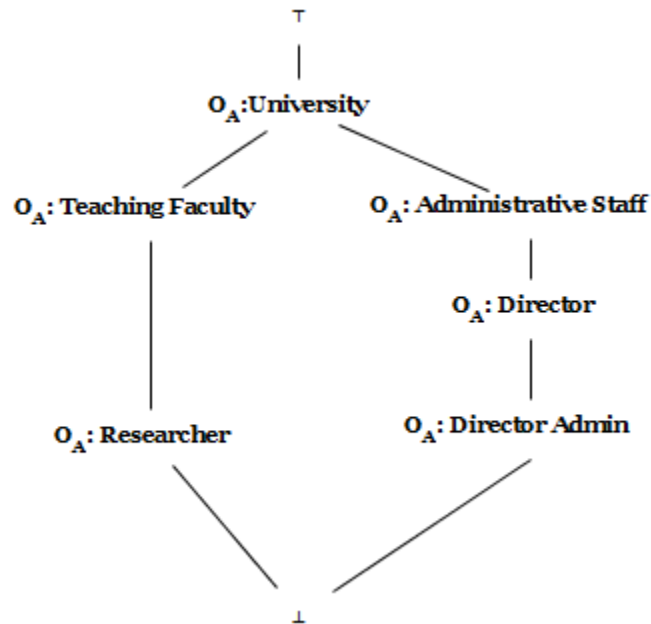 ⊤
O_A:University
O_A: Teaching Faculty
O_A: Administrative Staff
O_A: Director
O_A: Researcher
O_A: Director Admin
⊥